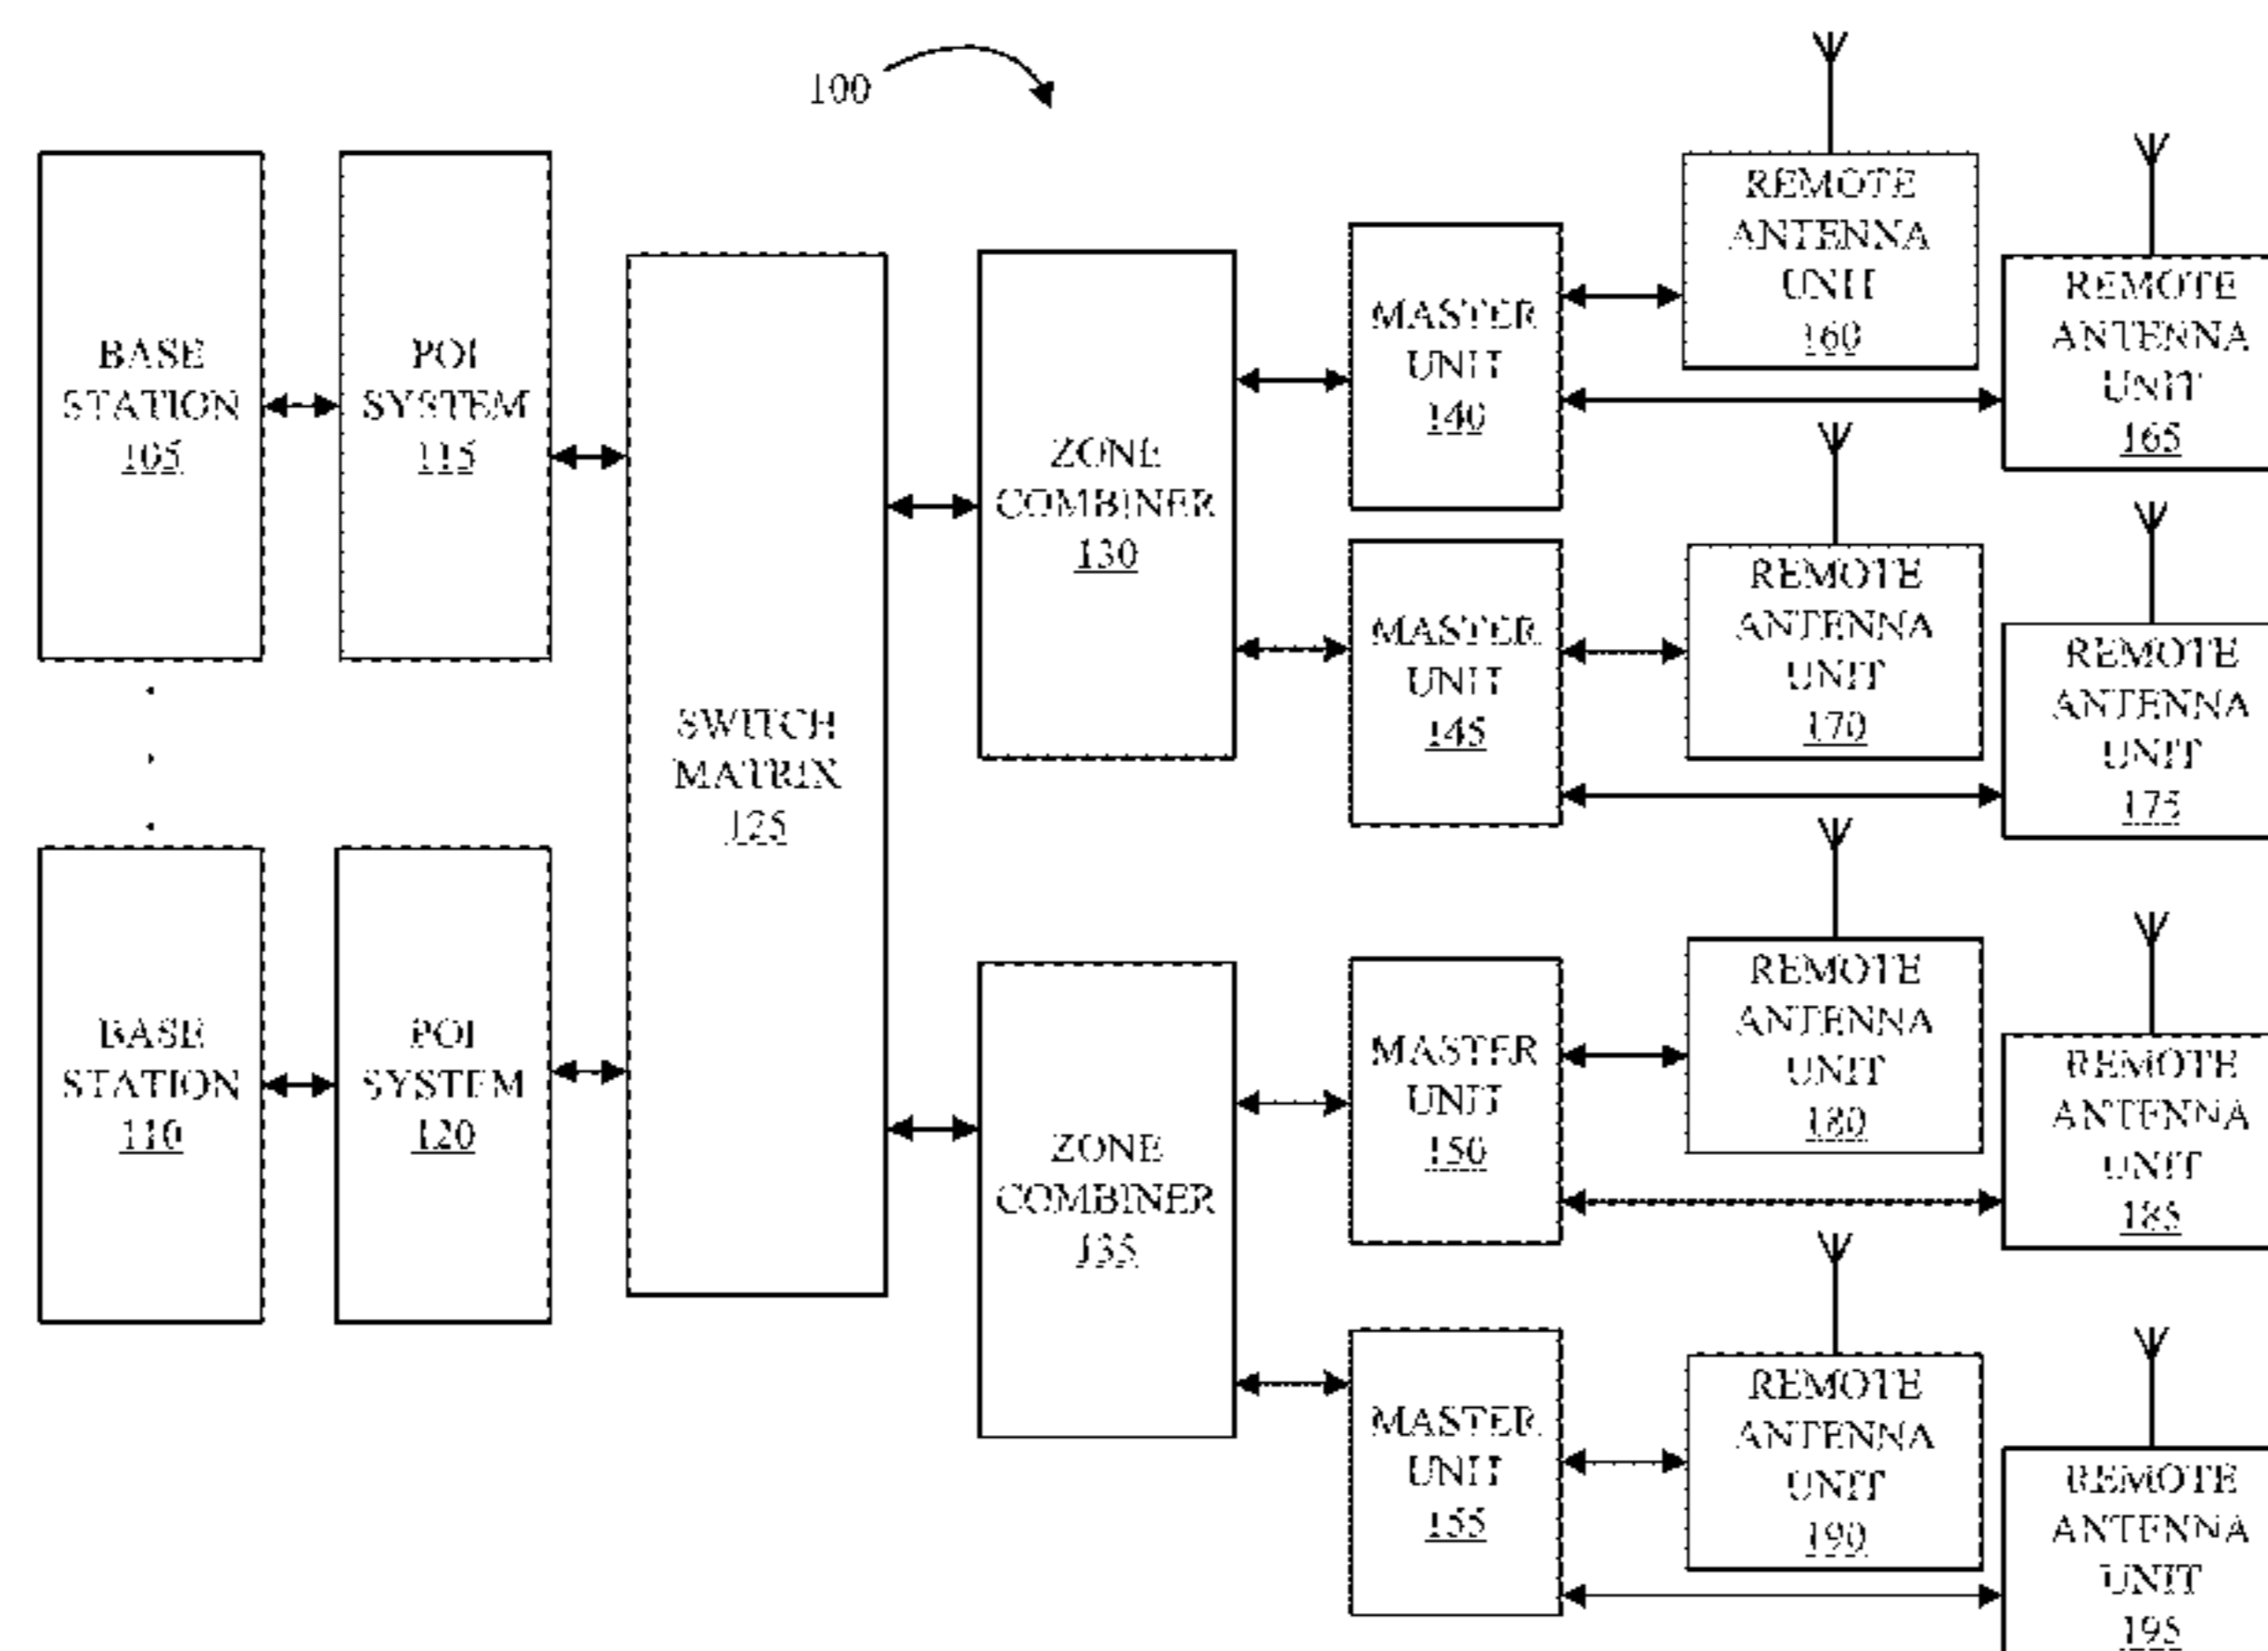 100
BASE
STATION
105
POI
SYSTEM
115
BASE
STATION
110
POI
SYSTEM
120
SWITCH
MATRIX
125
ZONE
COMBINER
130
ZONE
COMBINER
135
MASTER
UNIT
140
MASTER
UNIT
145
MASTER
UNIT
150
MASTER
UNIT
155
REMOTE
ANTENNA
UNIT
160
REMOTE
ANTENNA
UNIT
165
REMOTE
ANTENNA
UNIT
170
REMOTE
ANTENNA
UNIT
175
REMOTE
ANTENNA
UNIT
180
REMOTE
ANTENNA
UNIT
185
REMOTE
ANTENNA
UNIT
190
REMOTE
ANTENNA
UNIT
195